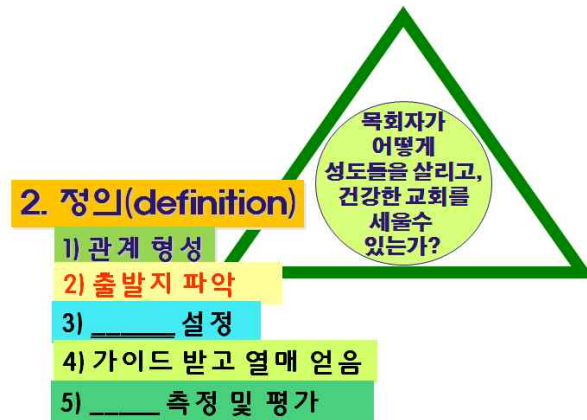 목회자가
어떻게
성도들을 살리고,
건강한 교회를
세울수
있는가?
2. 정의(definition)
1) 관계 형성
2) 출발지 파악
3) ______ 설정
4) 가이드 받고 열매 얻음
5) _____ 측정 및 평가